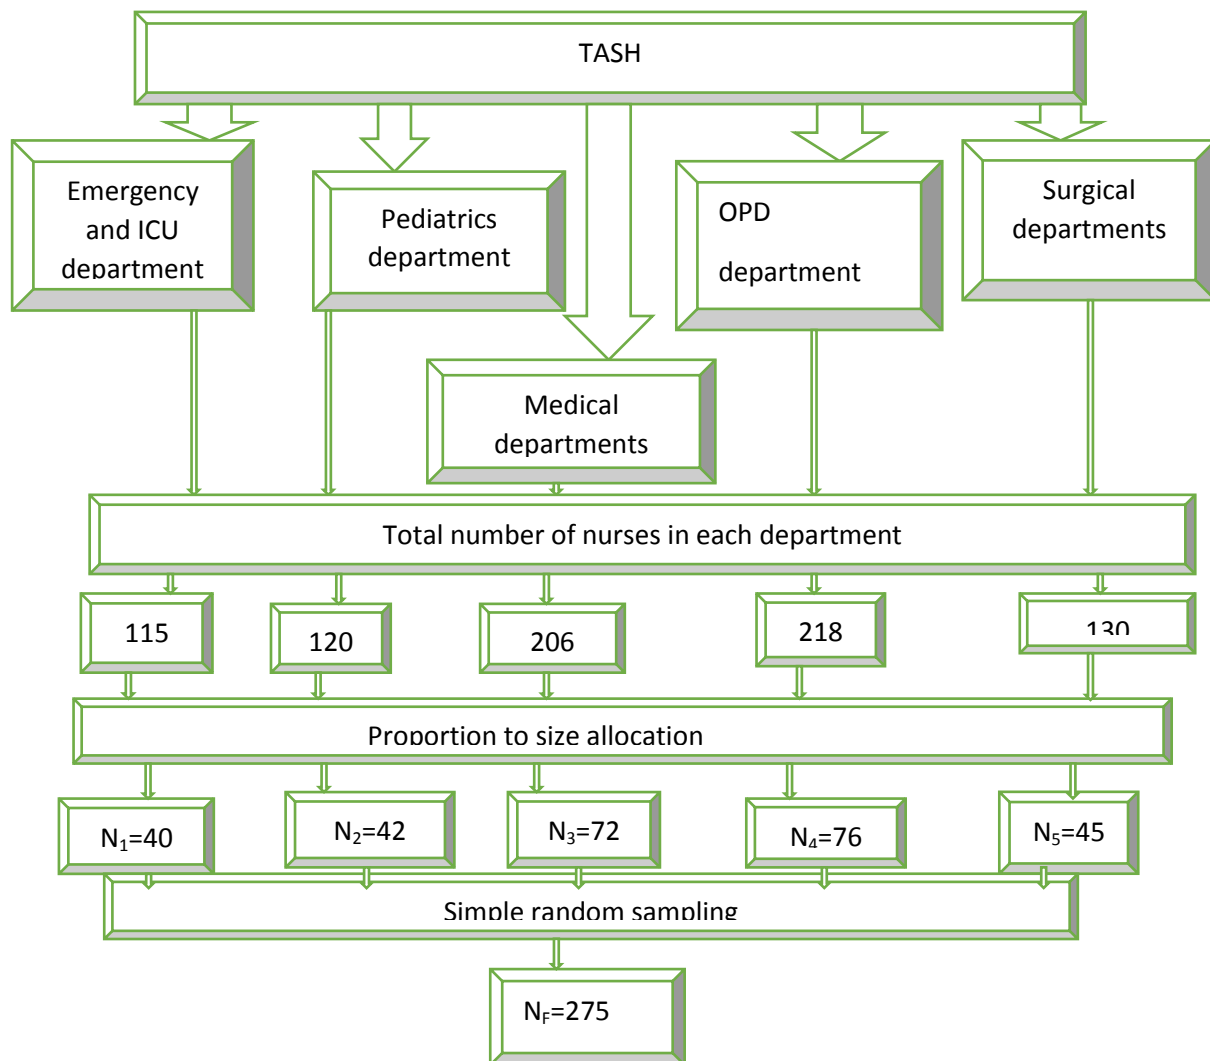 TASH
Emergency
and ICU
department
Pediatrics
department
OPD
department
Surgical
departments
Medical
departments
Total number of nurses in each department
115
120
206
218
130
Proportion to size allocation
N₁=40
N₂=42
N₃=72
N₄=76
N₅=45
Simple random sampling
N_F=275